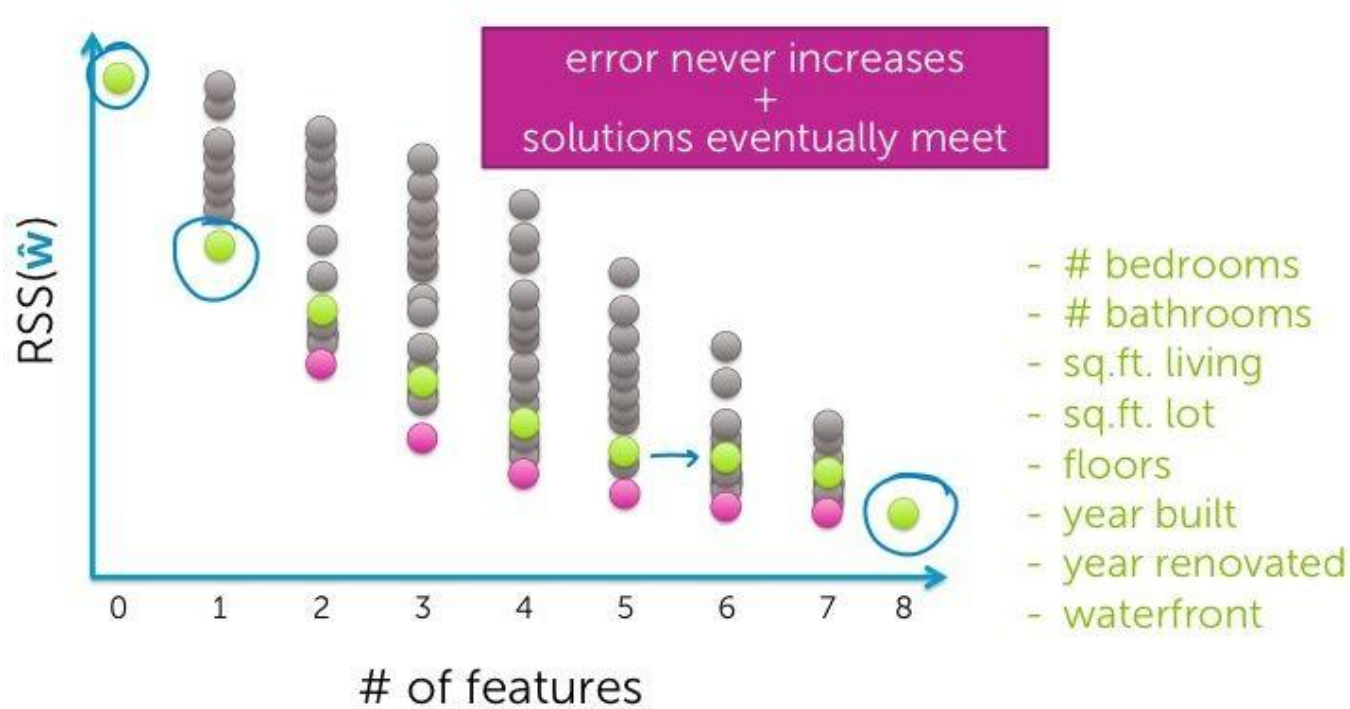 error never increases
+
solutions eventually meet
RSS(ŵ)
- # bedrooms
- # bathrooms
- sq.ft. living
- sq.ft. lot
- floors
- year built
- year renovated
- waterfront
0 1 2 3 4 5 6 7 8
# of features